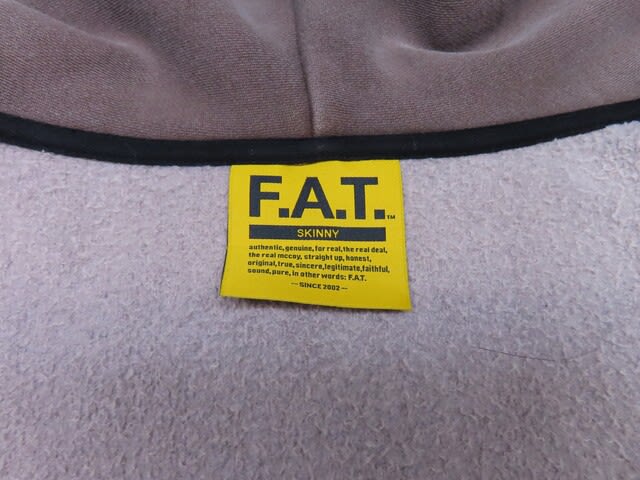 F.A.T.™
SKINNY
authentic, genuine, for real, the real deal,
the real mccoy, straight up, honest,
original, true, sincere, legitimate, faithful,
sound, pure, in other words: F.A.T.
-- SINCE 2002 --